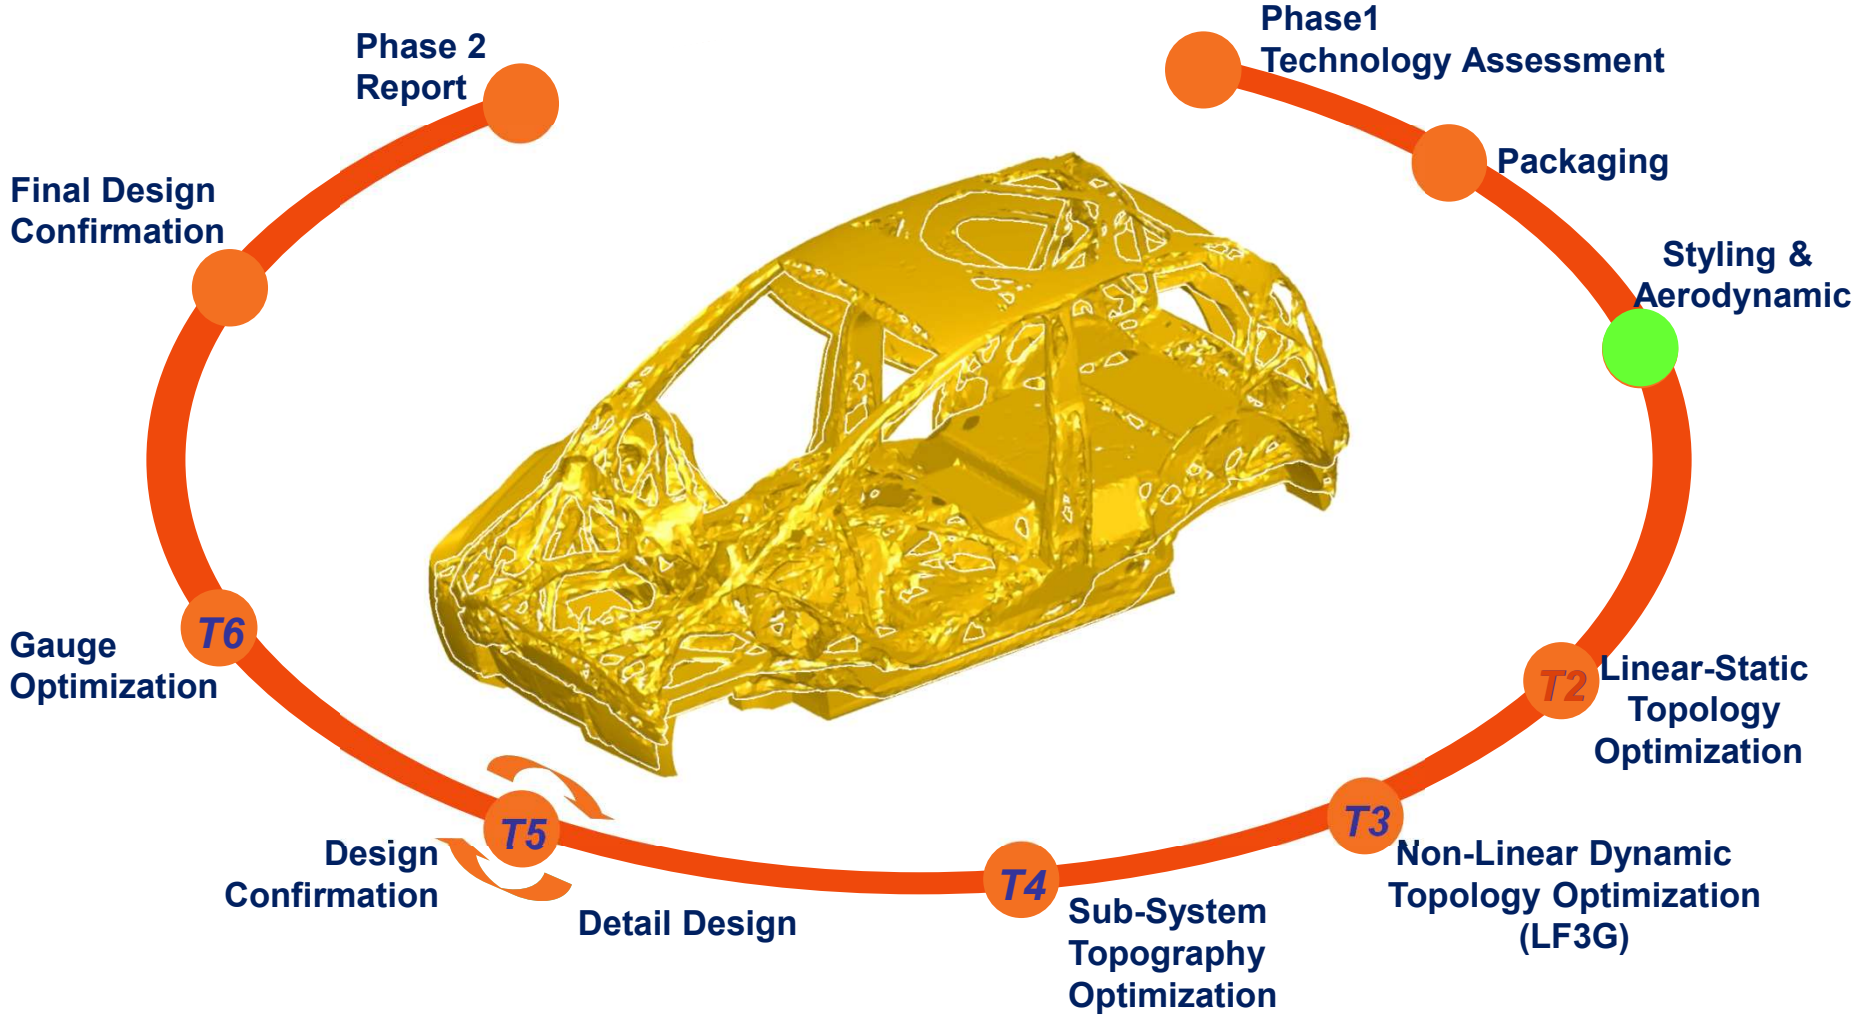 Phase1
Technology Assessment
Packaging
Styling &
Aerodynamic
T2
Linear-Static
Topology
Optimization
T3
Non-Linear Dynamic
Topology Optimization
(LF3G)
T4
Sub-System
Topography
Optimization
T5
Detail Design
Design
Confirmation
T6
Gauge
Optimization
Final Design
Confirmation
Phase 2
Report